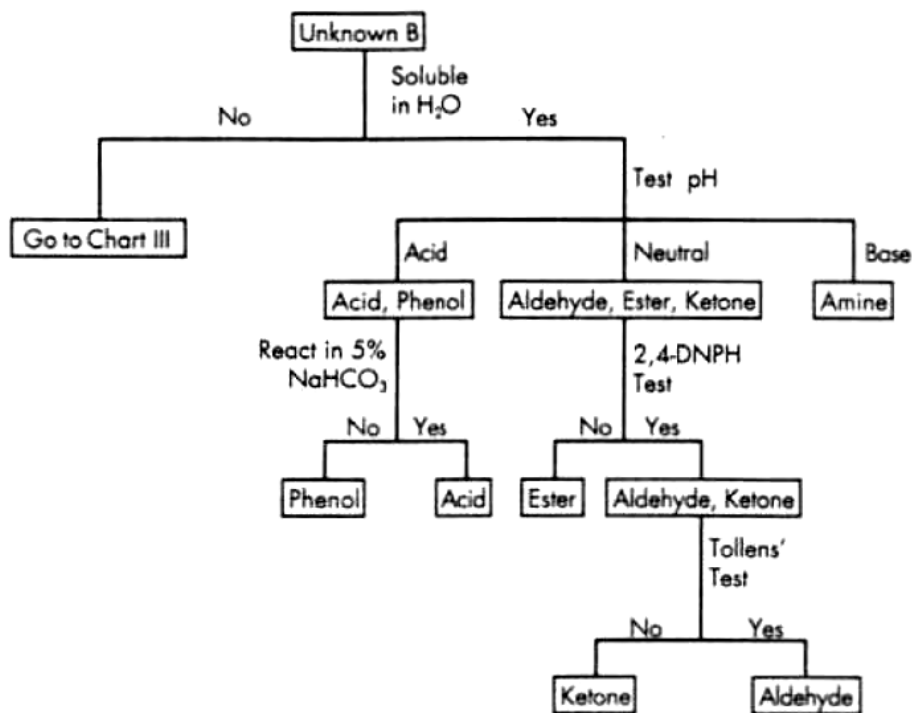 Unknown B
Soluble
in H₂O
No
Yes
Test pH
Go to Chart III
Acid
Neutral
Base
Acid, Phenol
Aldehyde, Ester, Ketone
Amine
React in 5%
NaHCO₃
2,4-DNPH
Test
No
Yes
No
Yes
Phenol
Acid
Ester
Aldehyde, Ketone
Tollens'
Test
No
Yes
Ketone
Aldehyde